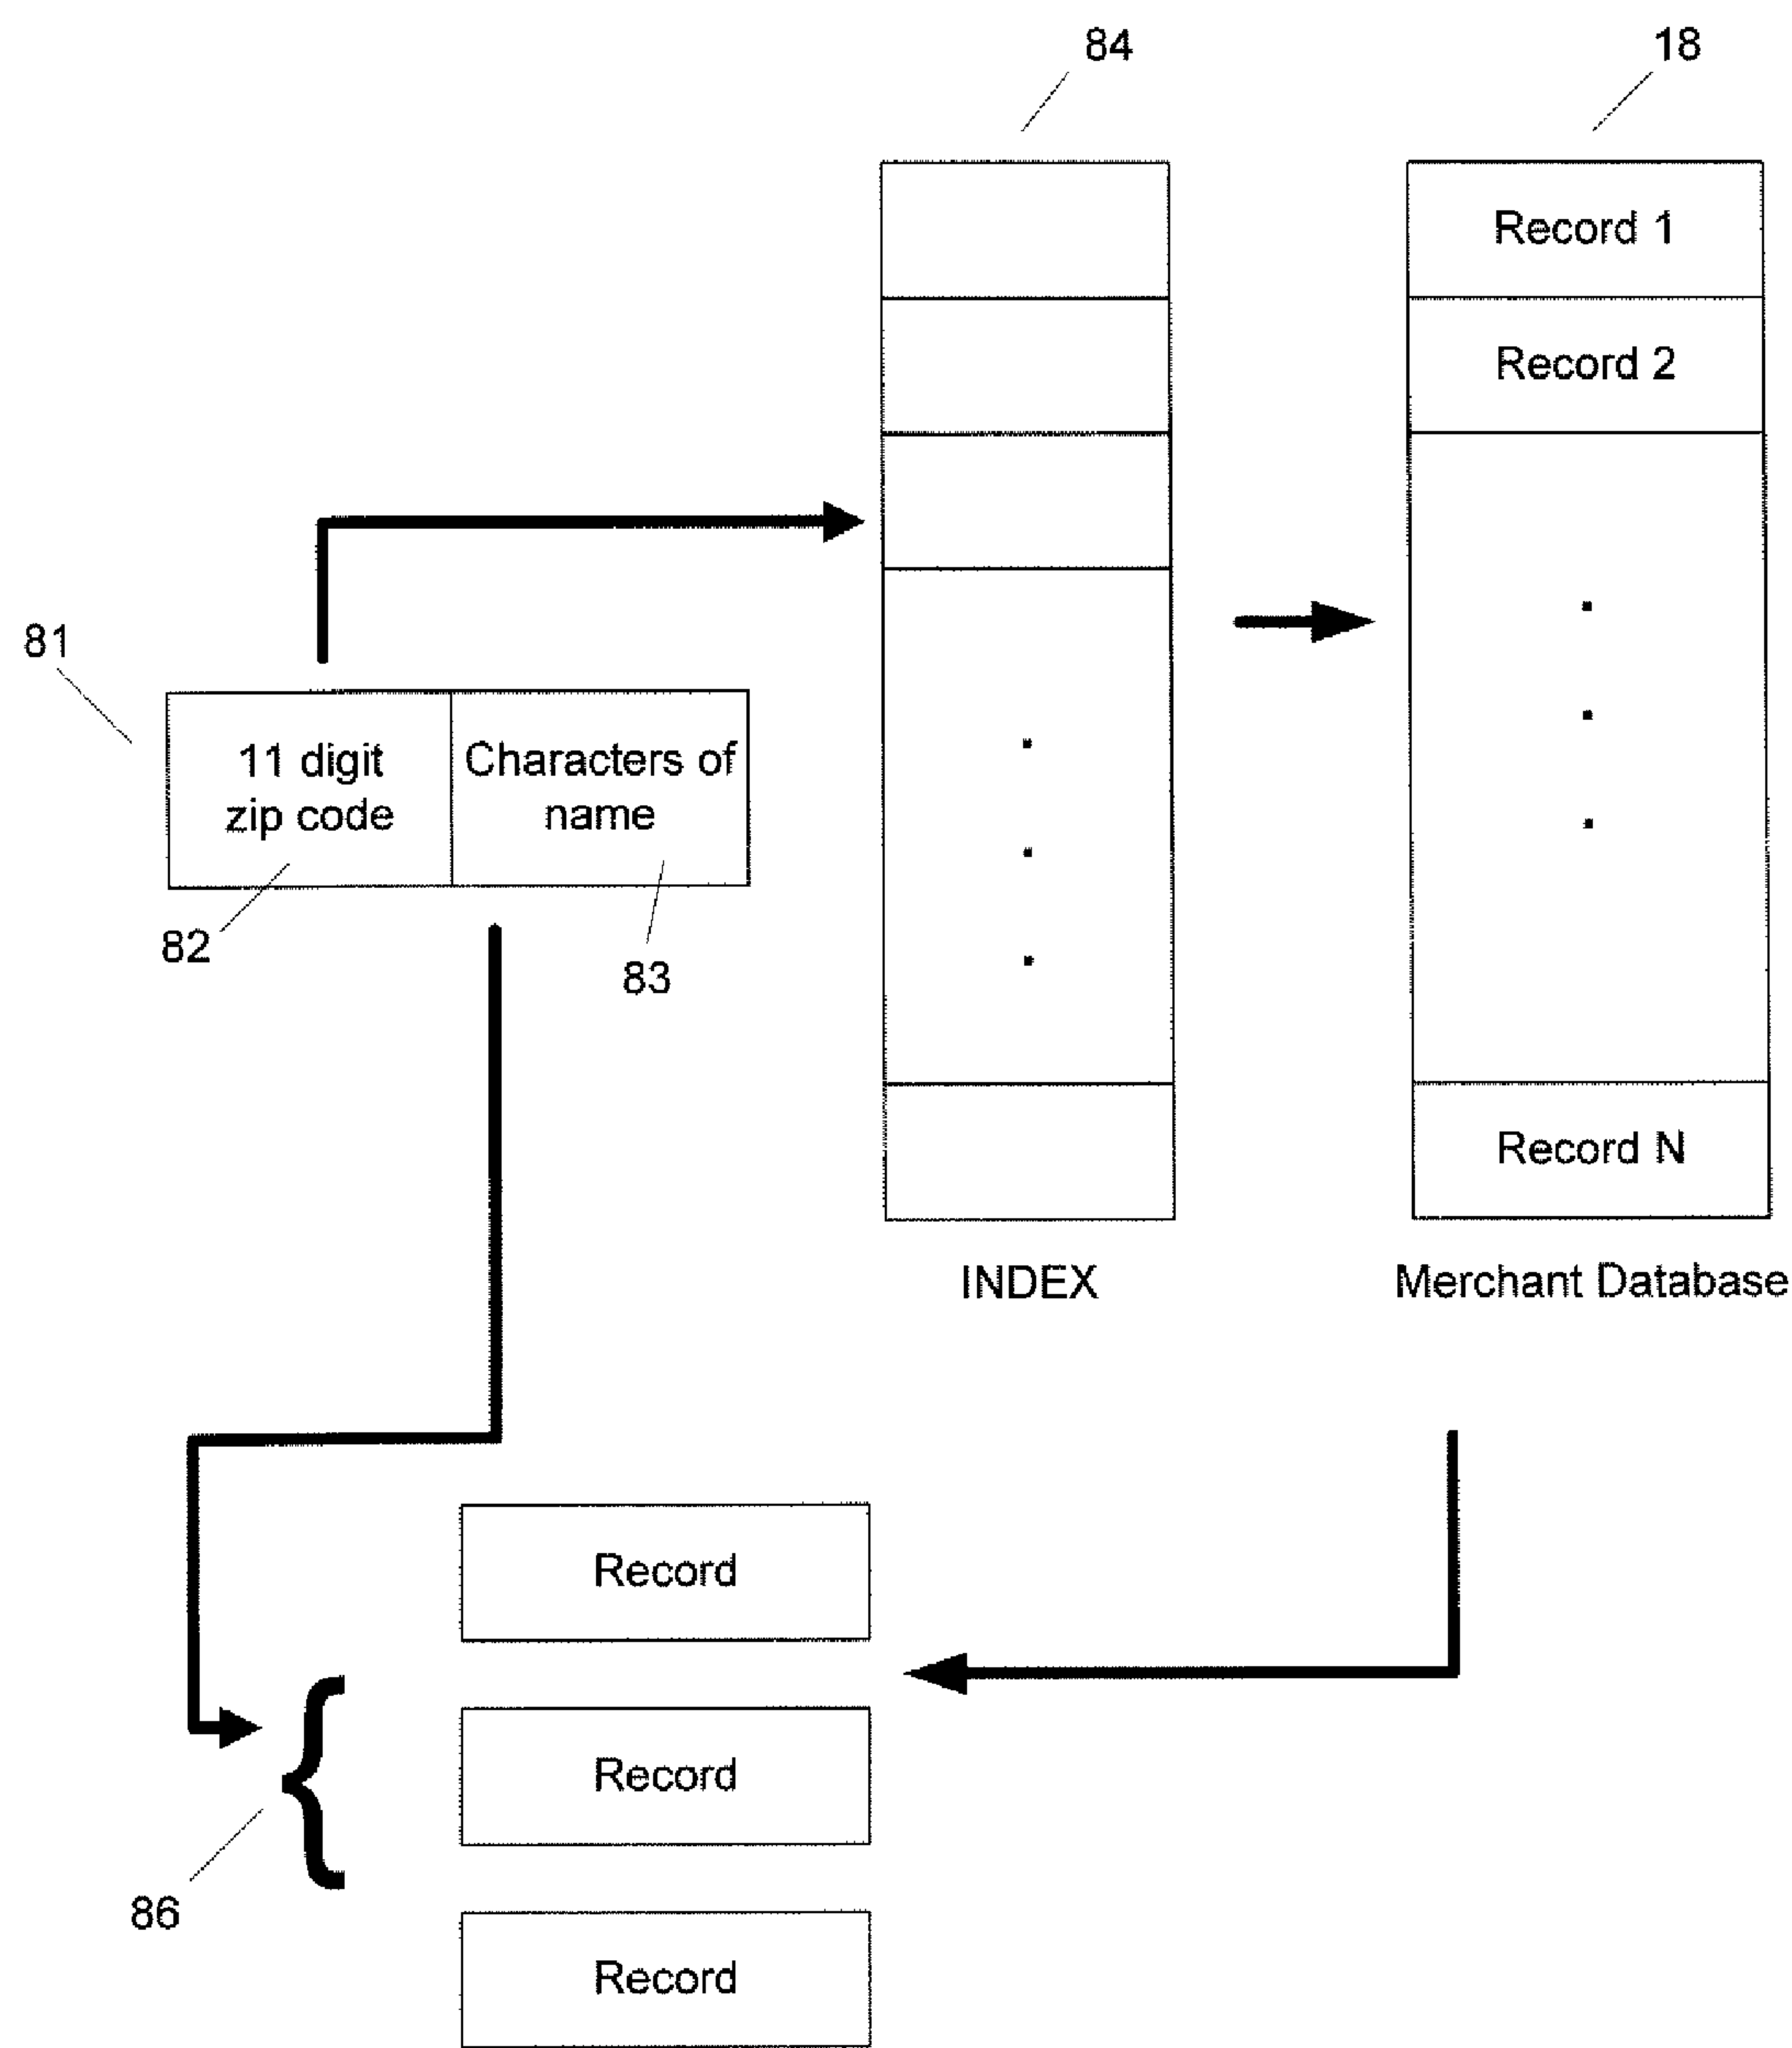 84
18
Record 1
Record 2
81
11 digit
zip code
Characters of
name
82
83
Record N
INDEX
Merchant Database
Record
Record
86
Record